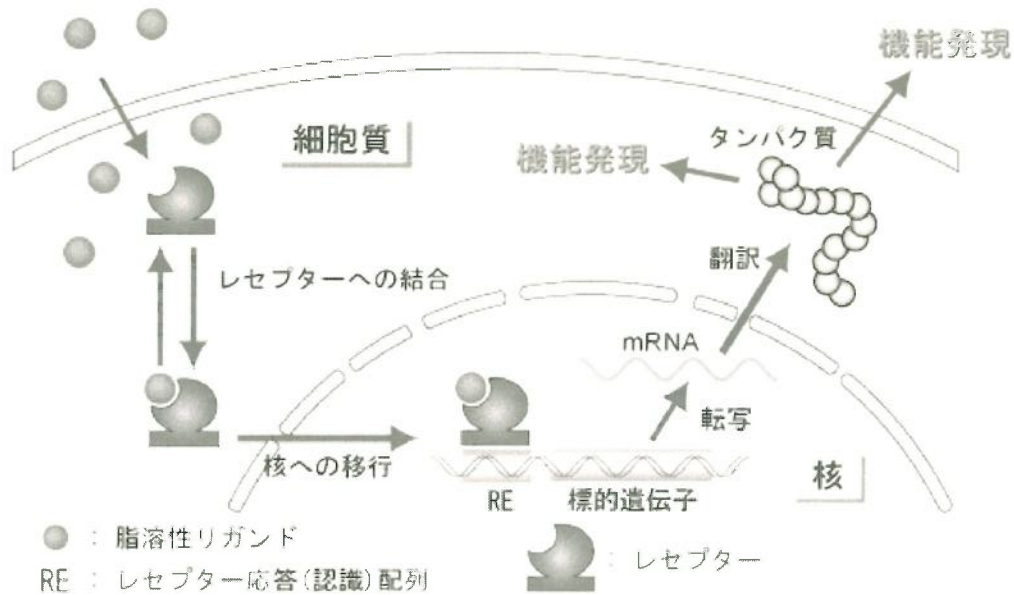 機能発現
細胞質
タンパク質
機能発現
レセプターへの結合
翻訳
mRNA
転写
核への移行
RE
標的遺伝子
核
: 脂溶性リガンド
: レセプター
RE : レセプター応答(認識)配列